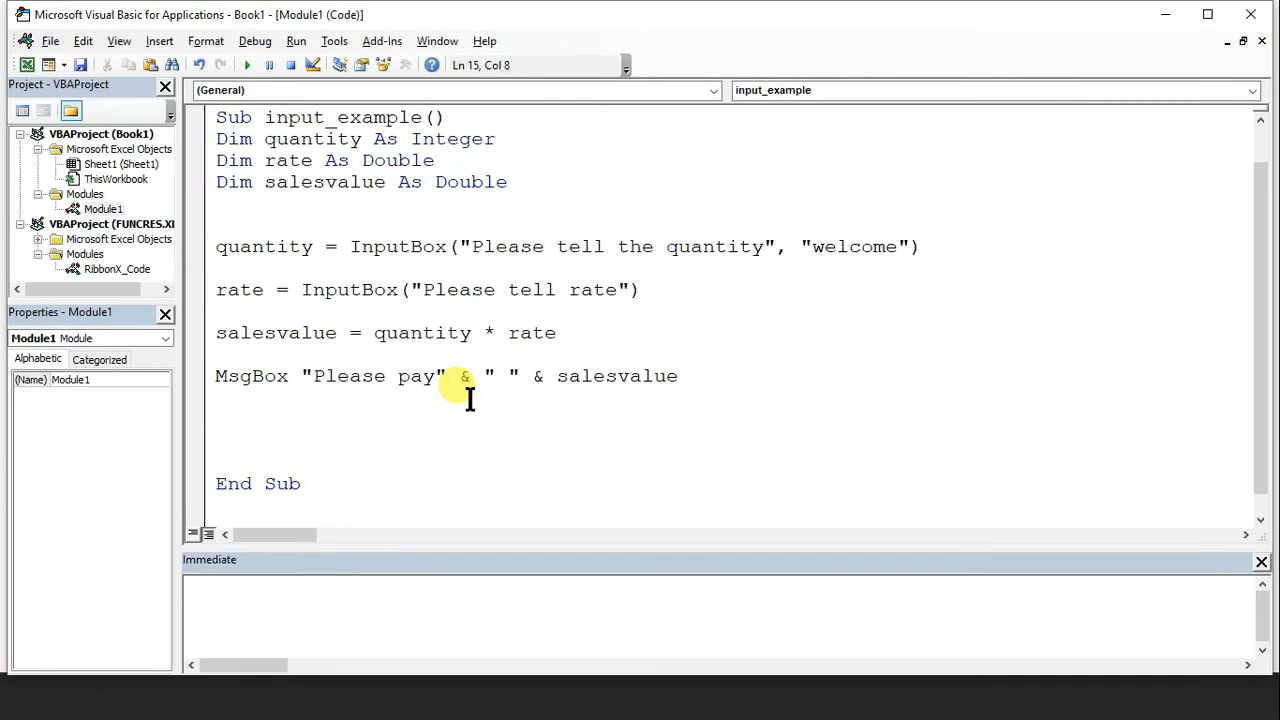 Microsoft Visual Basic for Applications - Book1 - [Module1 (Code)]
File Edit View Insert Format Debug Run Tools Add-Ins Window Help
Ln 15, Col 8
Project - VBAProject
VBAProject (Book1)
Microsoft Excel Objects
Sheet1 (Sheet1)
ThisWorkbook
Modules
Module1
VBAProject (FUNCRES.XI
Microsoft Excel Objects
Modules
RibbonX_Code
Properties - Module1
Module1 Module
Alphabetic Categorized
(Name) Module1
(General) input_example
Sub input_example()
Dim quantity As Integer
Dim rate As Double
Dim salesvalue As Double
quantity = InputBox("Please tell the quantity", "welcome")
rate = InputBox("Please tell rate")
salesvalue = quantity * rate
MsgBox "Please pay" & " " & salesvalue
End Sub
Immediate